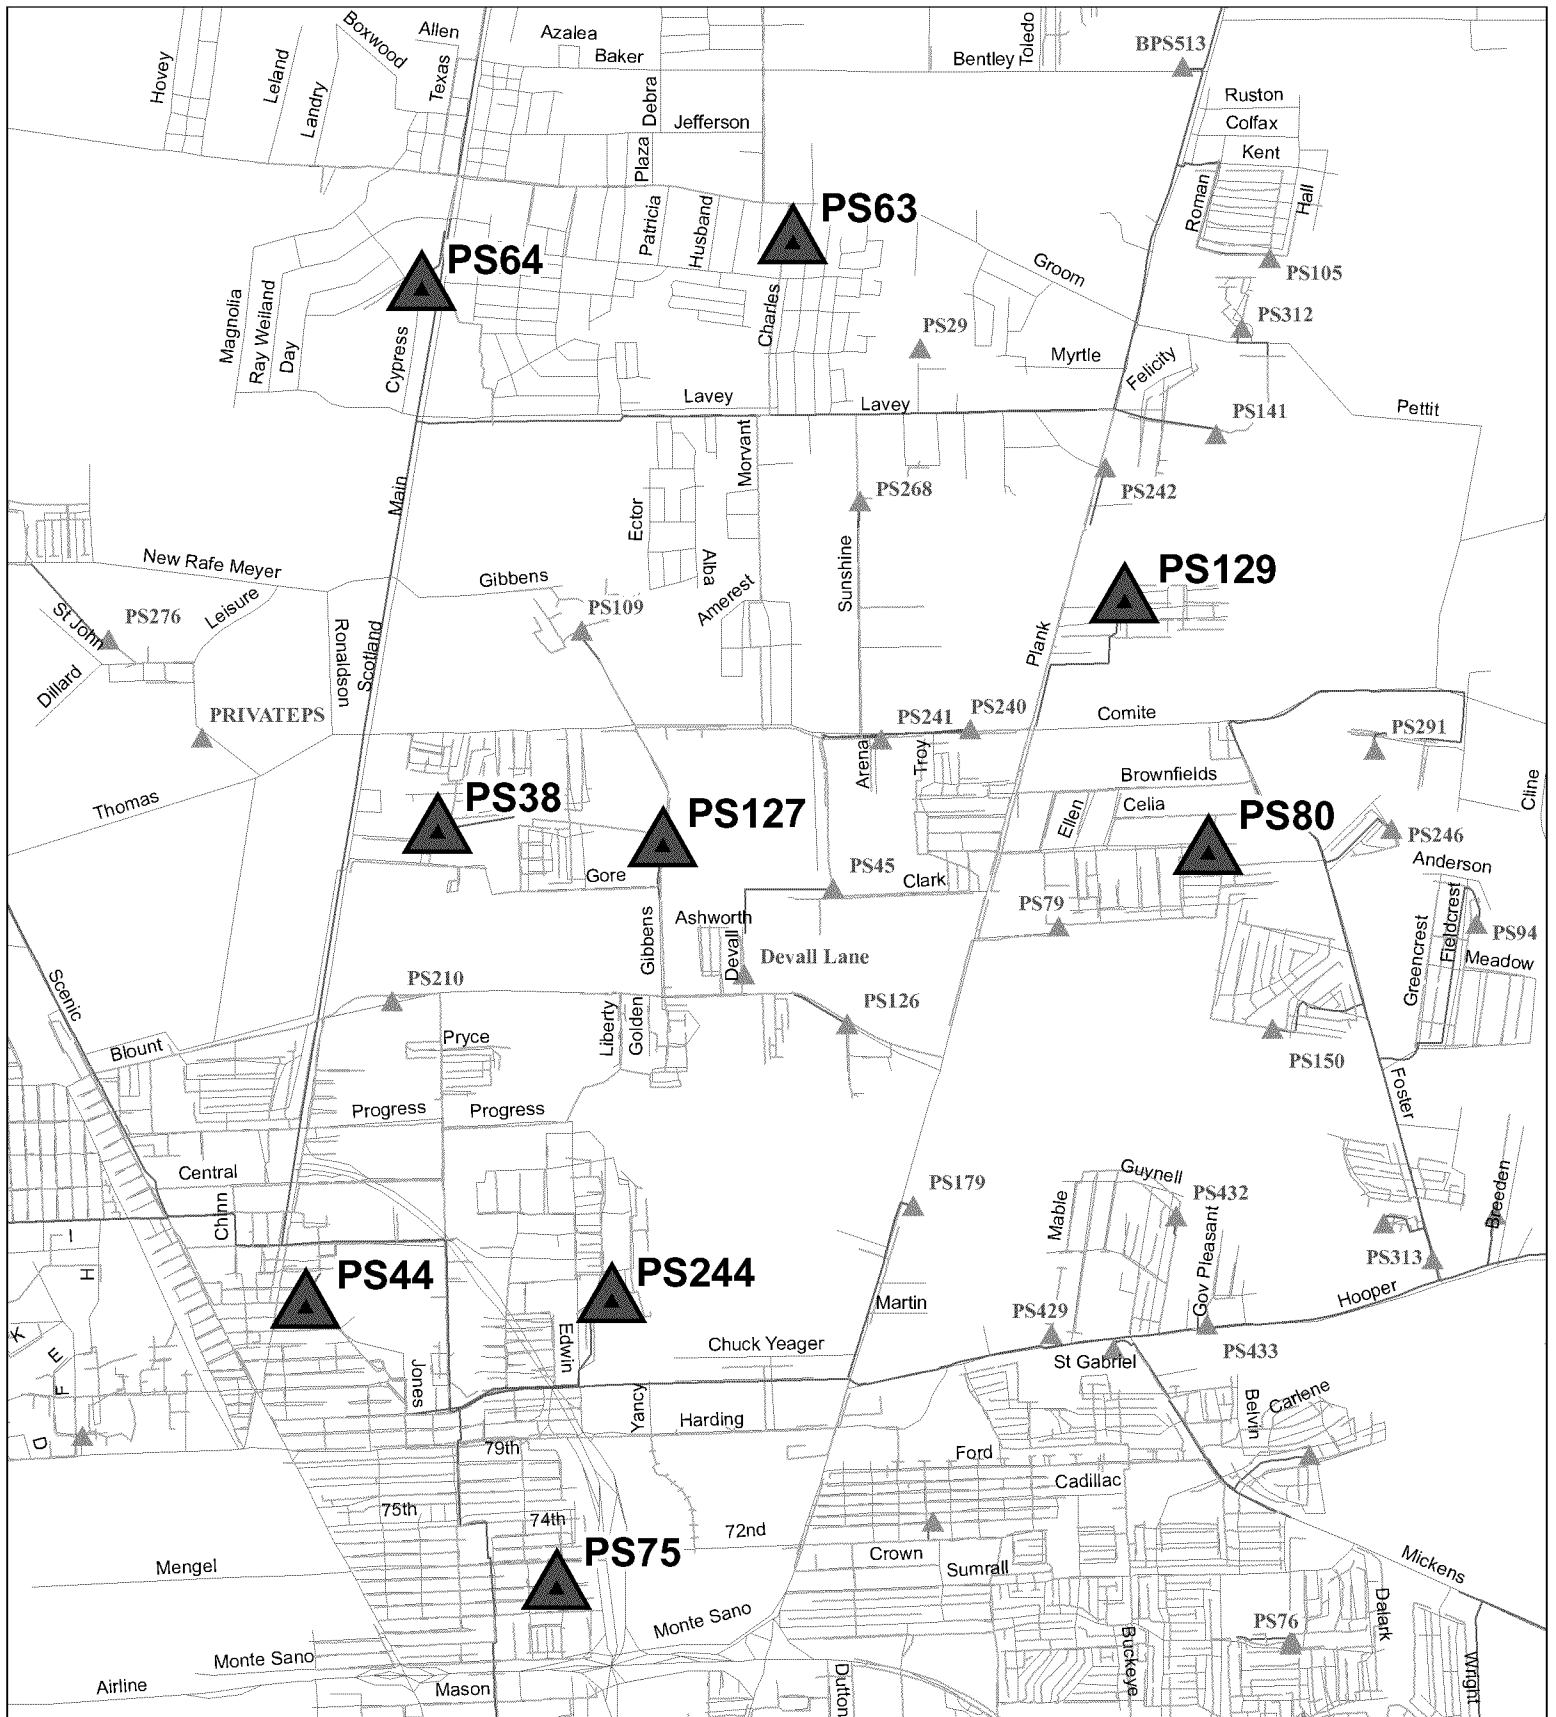 Hovey
Leland
Landry
Boxwood
Allen
Texas
Azalea
Baker
Debra
Jefferson
Plaza
Bentley
Toledo
BPS513
Ruston
Colfax
Kent
Roman
Hall
PS105
PS63
PS64
Patricia
Husband
Charles
Groom
PS312
Magnolia
Ray Weiland
Day
Cypress
PS29
Myrtle
Felicity
Lavey
Lavey
PS141
Pettit
Morvant
Main
Ector
PS268
PS242
New Rafe Meyer
Gibbens
Alba
Amerest
Sunshine
PS129
St John
PS276
Leisure
PS109
Dillard
Ronaldson
Scotland
Plank
PRIVATEPS
PS241
PS240
Comite
PS291
Arena
Troy
Thomas
Brownfields
Cline
PS38
PS127
Ellen
Celia
PS80
PS246
Gore
PS45
Clark
Anderson
PS79
Ashworth
Gibbens
Devall
Devall Lane
Greencrest
Fieldcrest
PS94
Meadow
Scenic
PS210
PS126
Liberty
Golden
Blount
Pryce
PS150
Foster
Progress
Progress
Central
Chinn
PS179
Guynell
Mable
PS432
Gov Pleasant
Breeden
I
H
PS313
PS44
PS244
Hooper
Martin
PS429
K
E
F
Edwin
Chuck Yeager
St Gabriel
PS433
Jones
Yancy
Harding
Belvin
Carlene
D
79th
Ford
Cadillac
75th
74th
72nd
Crown
Sumrall
PS75
Mengel
Mickens
Monte Sano
PS76
Dalark
Buckeye
Monte Sano
Airline
Mason
Dutton
Wright